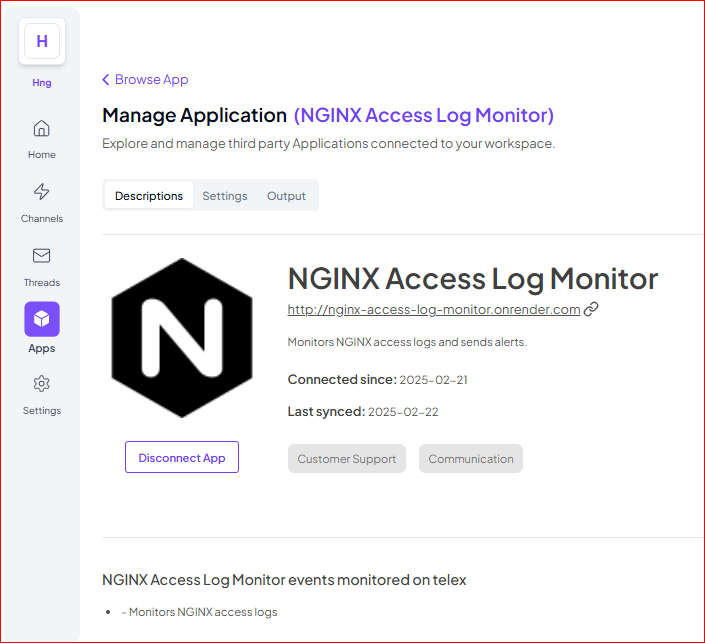 H
Hng
Home
Channels
Threads
Apps
Settings
Browse App
Manage Application (NGINX Access Log Monitor)
Explore and manage third party Applications connected to your workspace.
Descriptions Settings Output
N
NGINX Access Log Monitor
http://nginx-access-log-monitor.onrender.com
Monitors NGINX access logs and sends alerts.
Connected since: 2025-02-21
Last synced: 2025-02-22
Disconnect App
Customer Support Communication
NGINX Access Log Monitor events monitored on telex
• - Monitors NGINX access logs